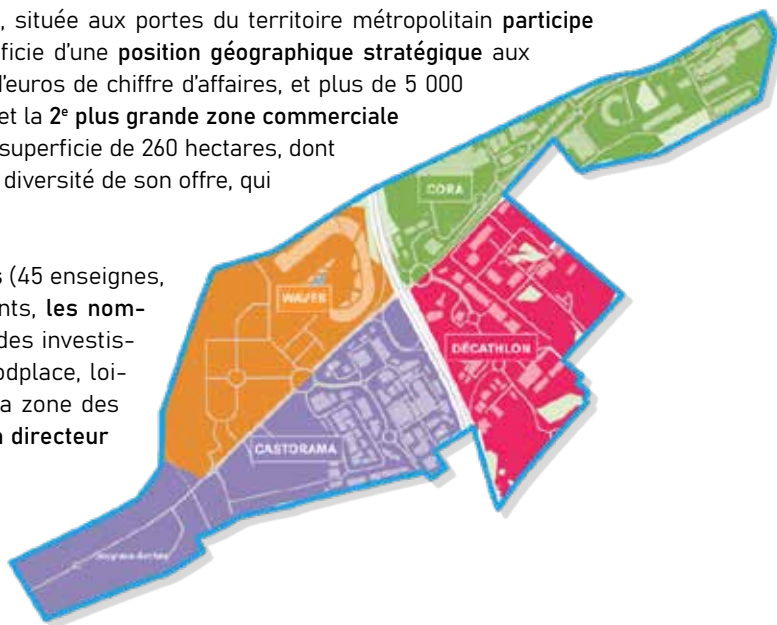 , située aux portes du territoire métropolitain participe
ficie d'une position géographique stratégique aux
d'euros de chiffre d'affaires, et plus de 5 000
et la 2e plus grande zone commerciale
superficie de 260 hectares, dont
diversité de son offre, qui
s (45 enseignes,
nts, les nom-
des investis-
odplace, loi-
a zone des
directeur
CORA
WAVES
DÉCATHLON
CASTORAMA